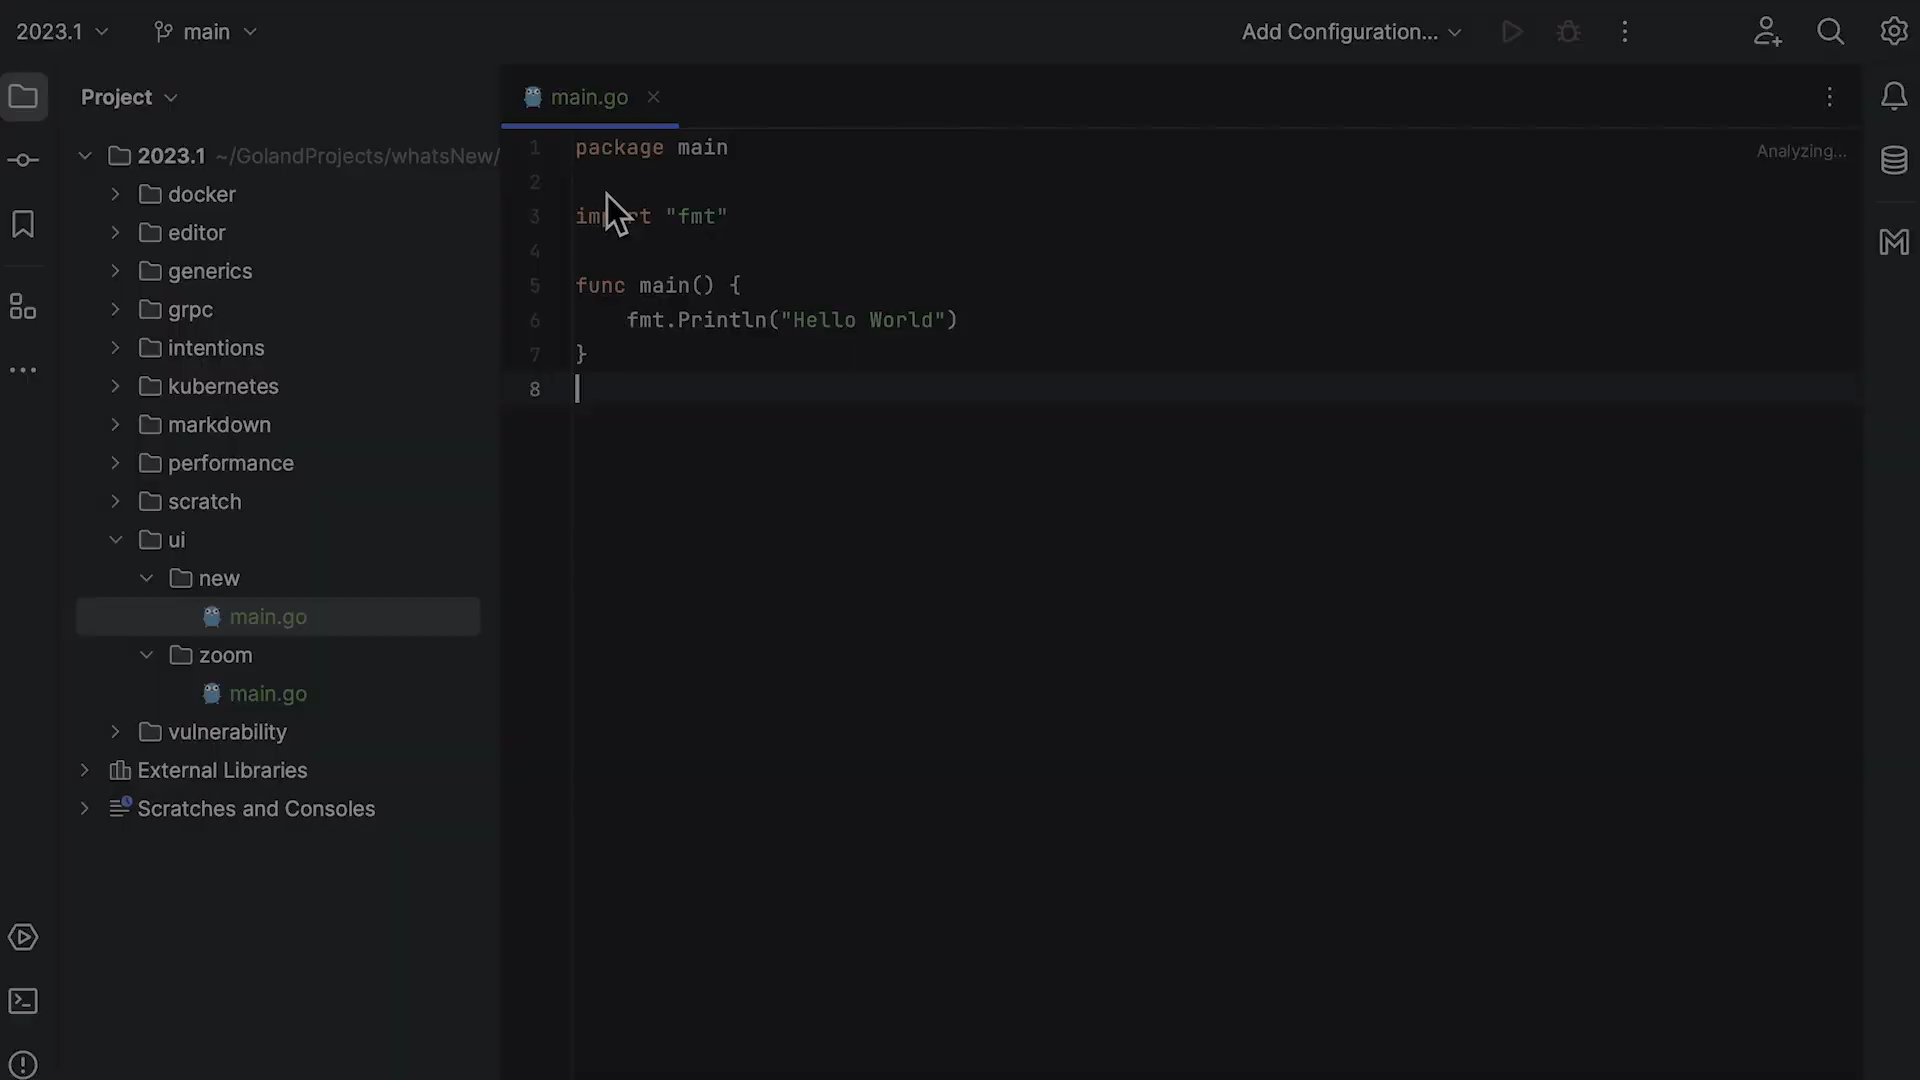 2023.1
main
Add Configuration...
Project
2023.1 ~/GolandProjects/whatsNew/
docker
editor
generics
grpc
intentions
kubernetes
markdown
performance
scratch
ui
new
main.go
zoom
main.go
vulnerability
External Libraries
Scratches and Consoles
main.go
Analyzing...
1 package main
2
3 import "fmt"
4
5 func main() {
6 fmt.Println("Hello World")
7 }
8